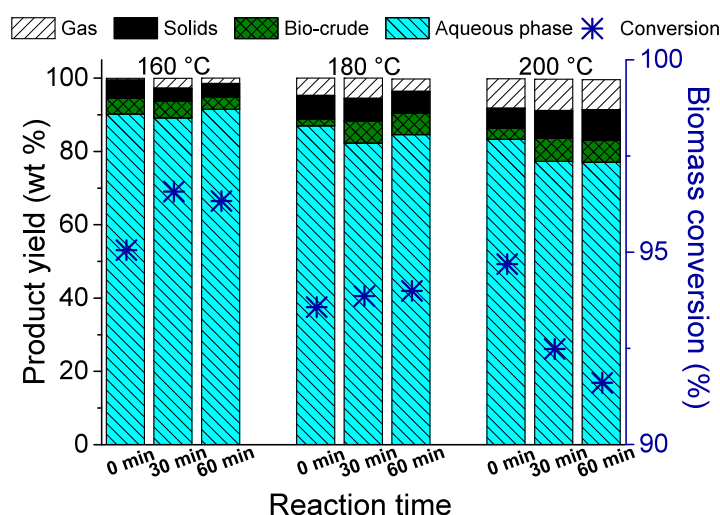 Gas Solids Bio-crude Aqueous phase Conversion
160 °C 180 °C 200 °C
100
80
60
40
20
0
Product yield (wt %)
100
95
90
Biomass conversion (%)
0 min 30 min 60 min 0 min 30 min 60 min 0 min 30 min 60 min
Reaction time